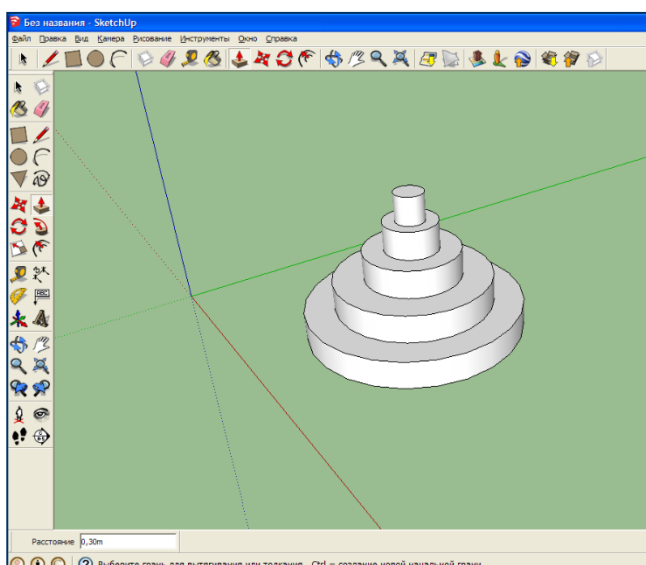 Без названия - SketchUp
Файл Правка Вид Камера Рисование Инструменты Окно Справка
ABC
Расстояние 0,30m
Выберите грань для вытягивания или толкания. Ctrl = создание новой начальной грани.